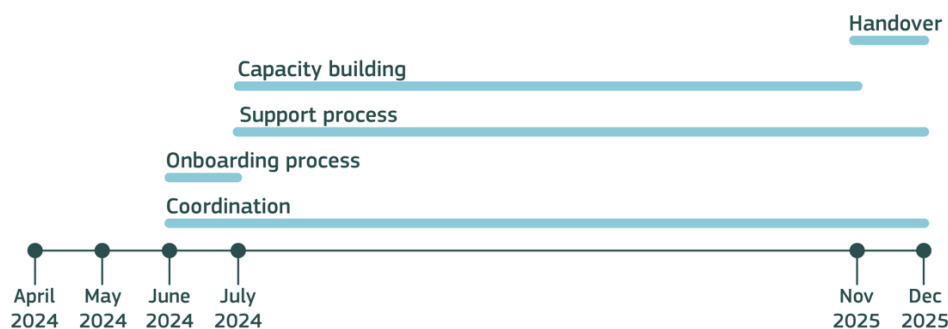 Handover
Capacity building
Support process
Onboarding process
Coordination
April May June July Nov Dec
2024 2024 2024 2024 2025 2025